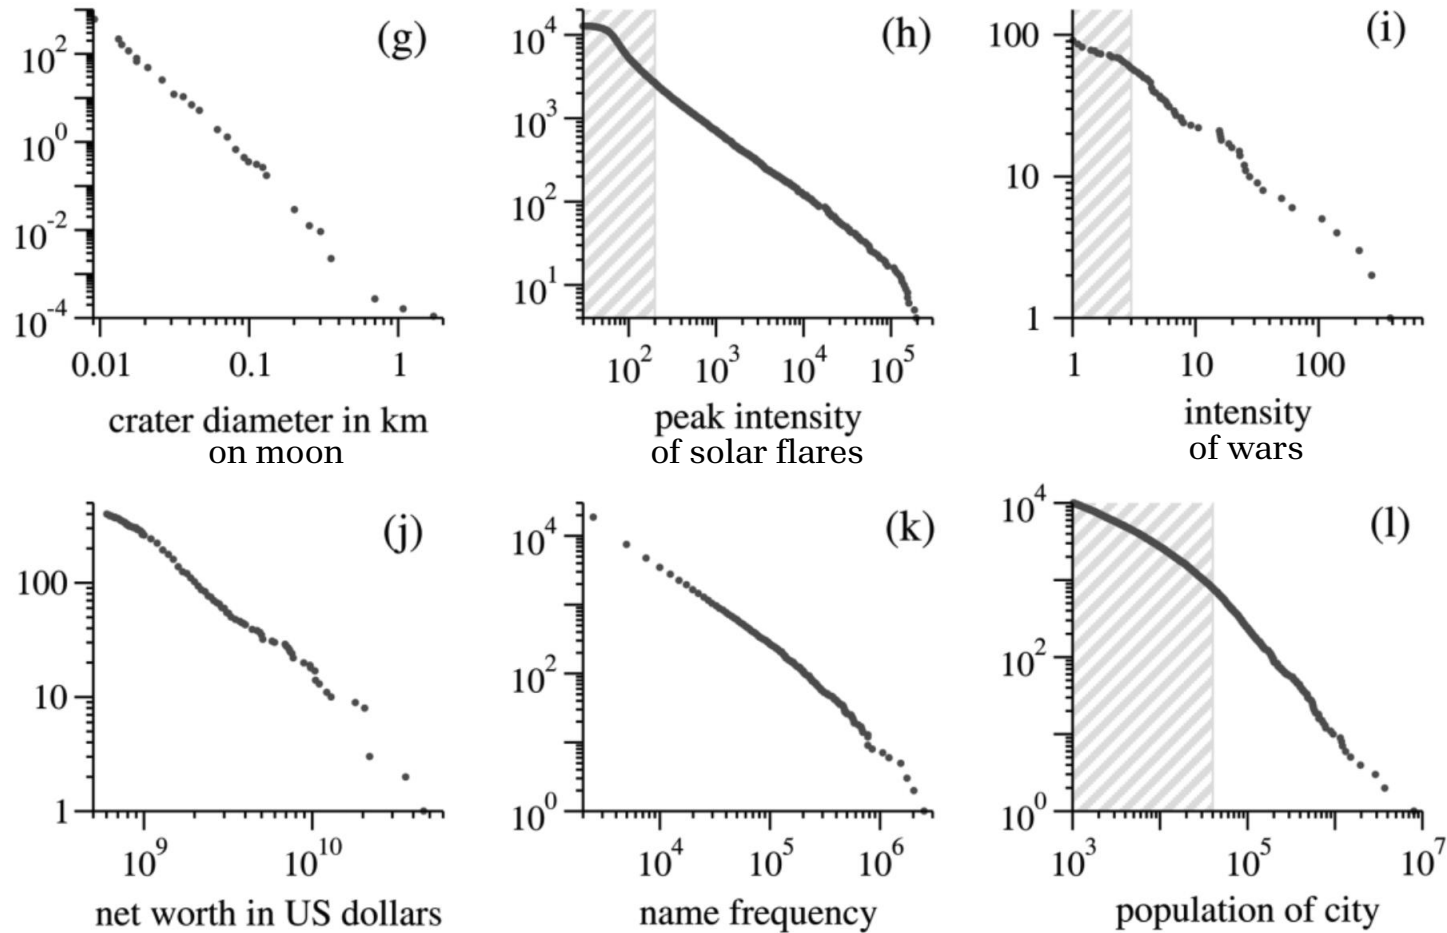 (g)
10^2
10^0
10^-2
10^-4
0.01 0.1 1
crater diameter in km
on moon
(h)
10^4
10^3
10^2
10^1
10^2 10^3 10^4 10^5
peak intensity
of solar flares
(i)
100
10
1
1 10 100
intensity
of wars
(j)
100
10
1
10^9 10^10
net worth in US dollars
(k)
10^4
10^2
10^0
10^4 10^5 10^6
name frequency
(l)
10^4
10^2
10^0
10^3 10^5 10^7
population of city